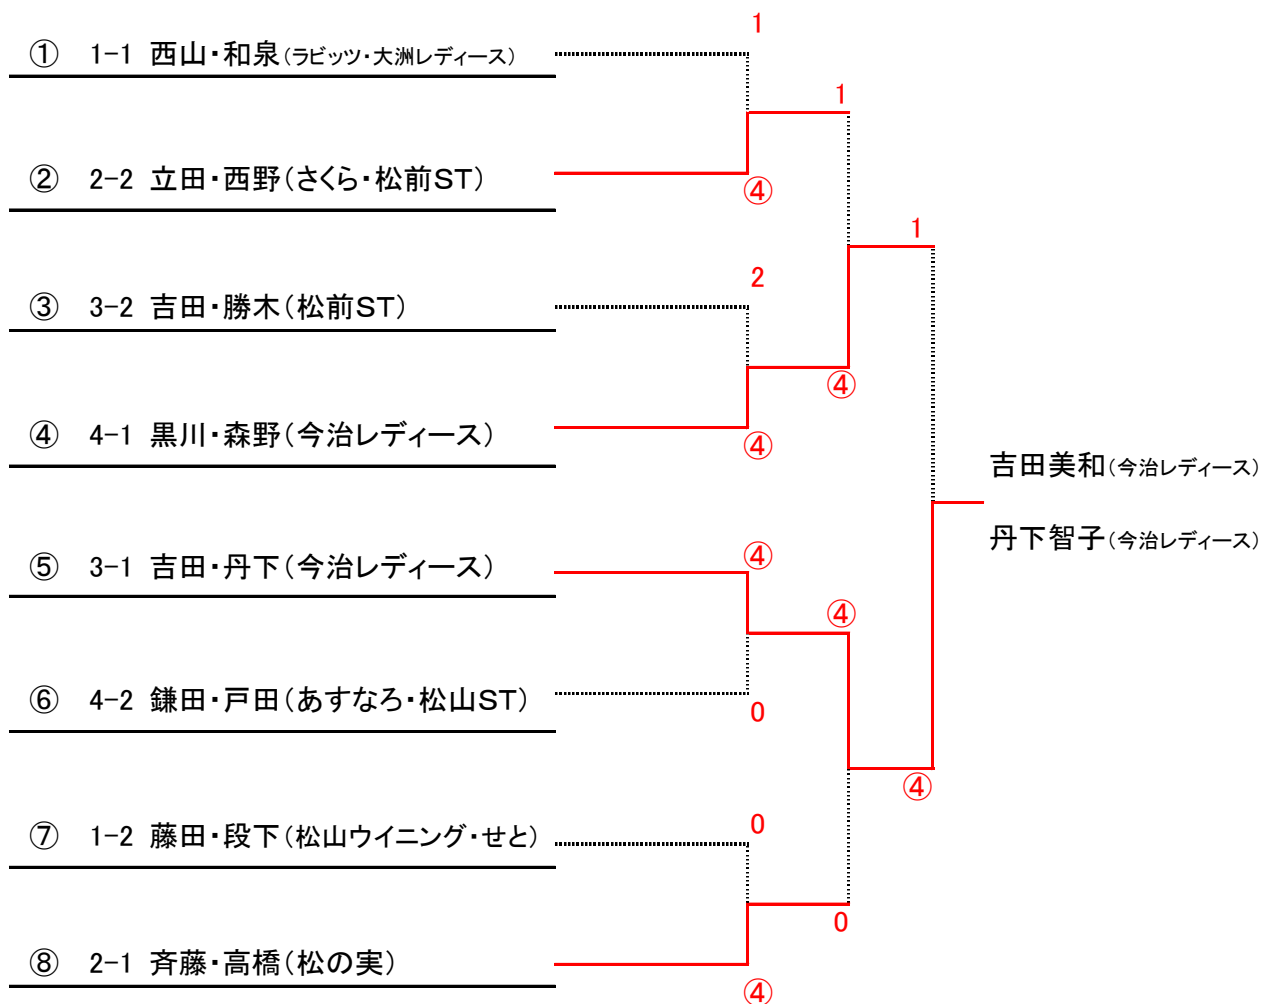 1
① 1-1 西山・和泉(ラビッツ・大洲レディース)
1
② 2-2 立田・西野(さくら・松前ST)
④
1
2
③ 3-2 吉田・勝木(松前ST)
④
④ 4-1 黒川・森野(今治レディース)
④
吉田美和(今治レディース)
丹下智子(今治レディース)
④
⑤ 3-1 吉田・丹下(今治レディース)
④
⑥ 4-2 鎌田・戸田(あすなろ・松山ST)
0
④
0
⑦ 1-2 藤田・段下(松山ウイニング・せと)
0
⑧ 2-1 斉藤・高橋(松の実)
④